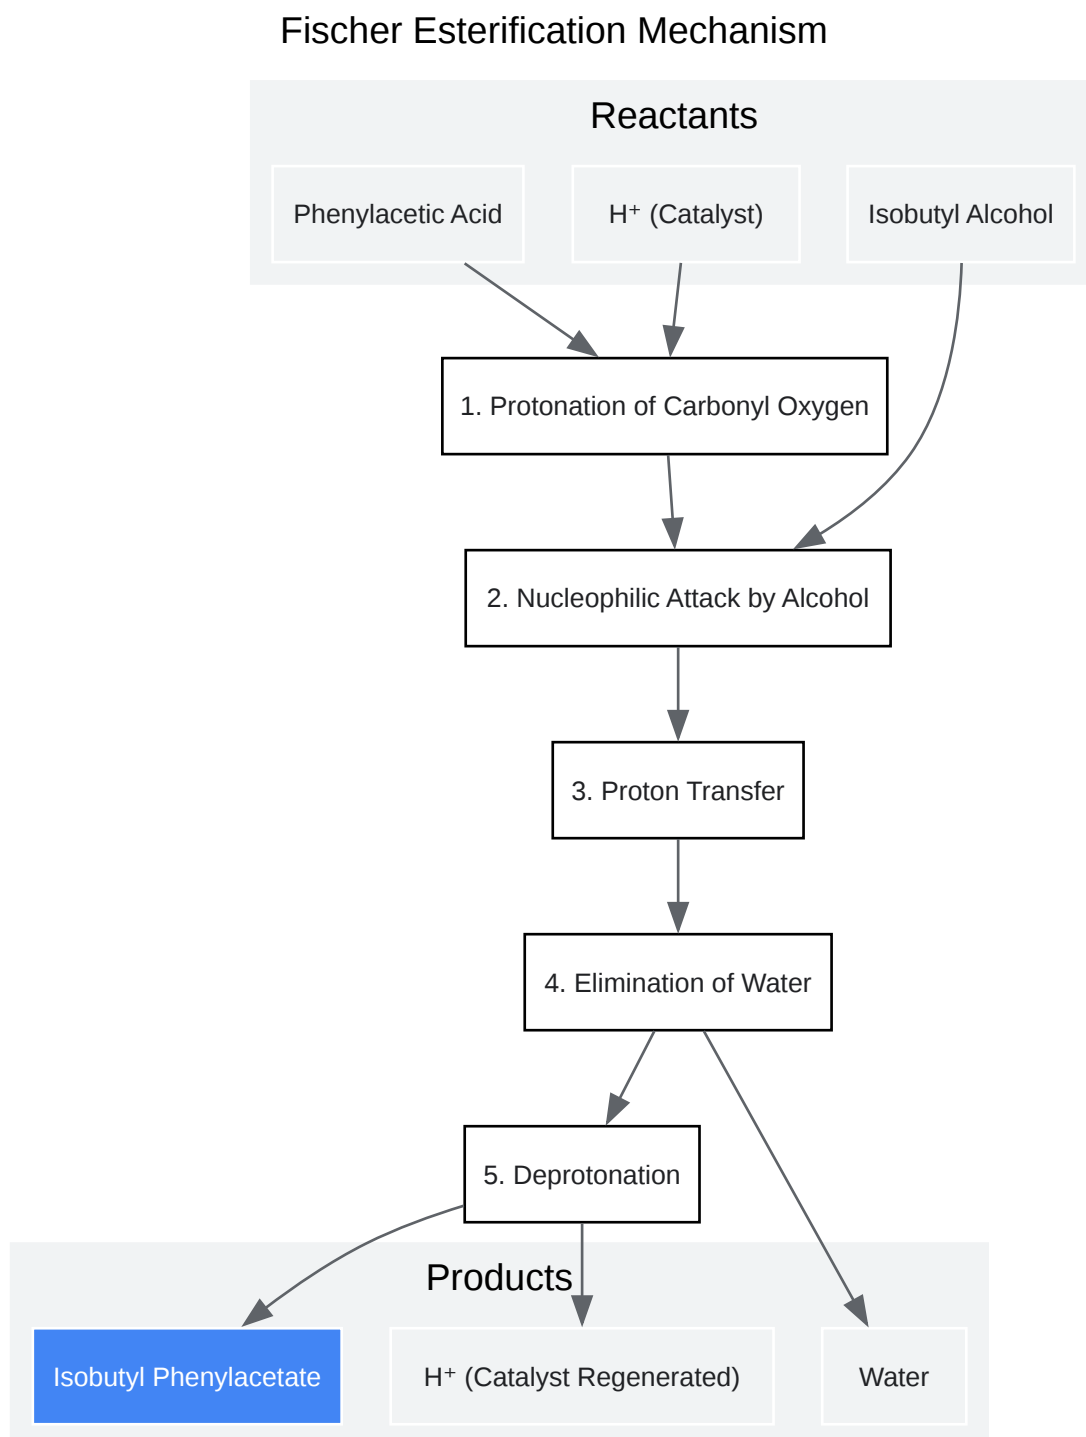 Fischer Esterification Mechanism
Reactants
Phenylacetic Acid
H⁺ (Catalyst)
Isobutyl Alcohol
1. Protonation of Carbonyl Oxygen
2. Nucleophilic Attack by Alcohol
3. Proton Transfer
4. Elimination of Water
5. Deprotonation
Products
Isobutyl Phenylacetate
H⁺ (Catalyst Regenerated)
Water